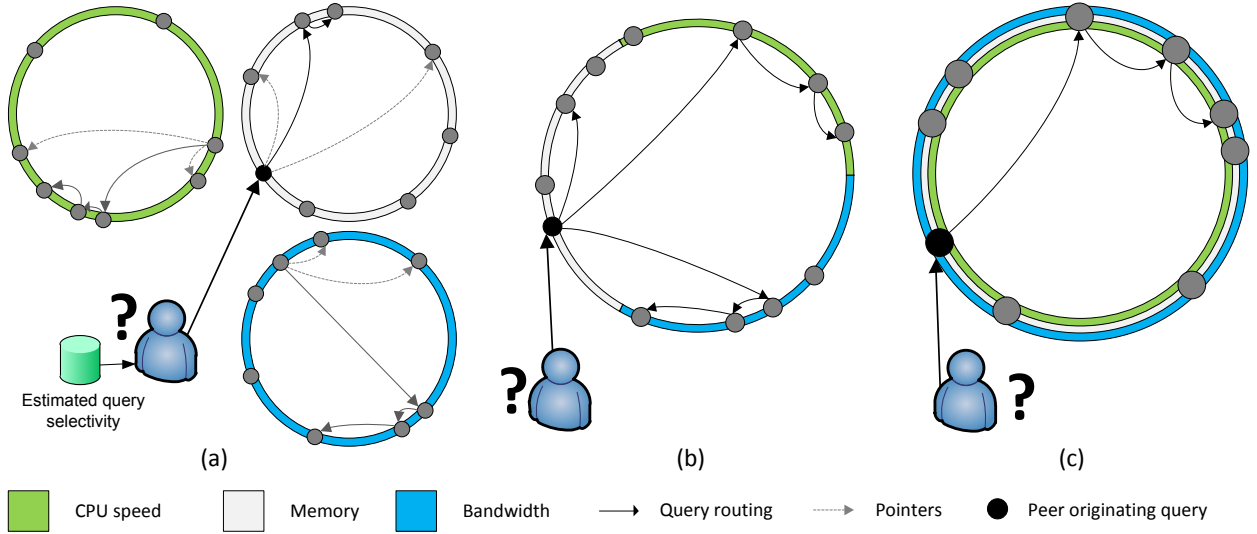 ?
Estimated query
selectivity
?
?
(a)
(b)
(c)
CPU speed
Memory
Bandwidth
Query routing
Pointers
Peer originating query